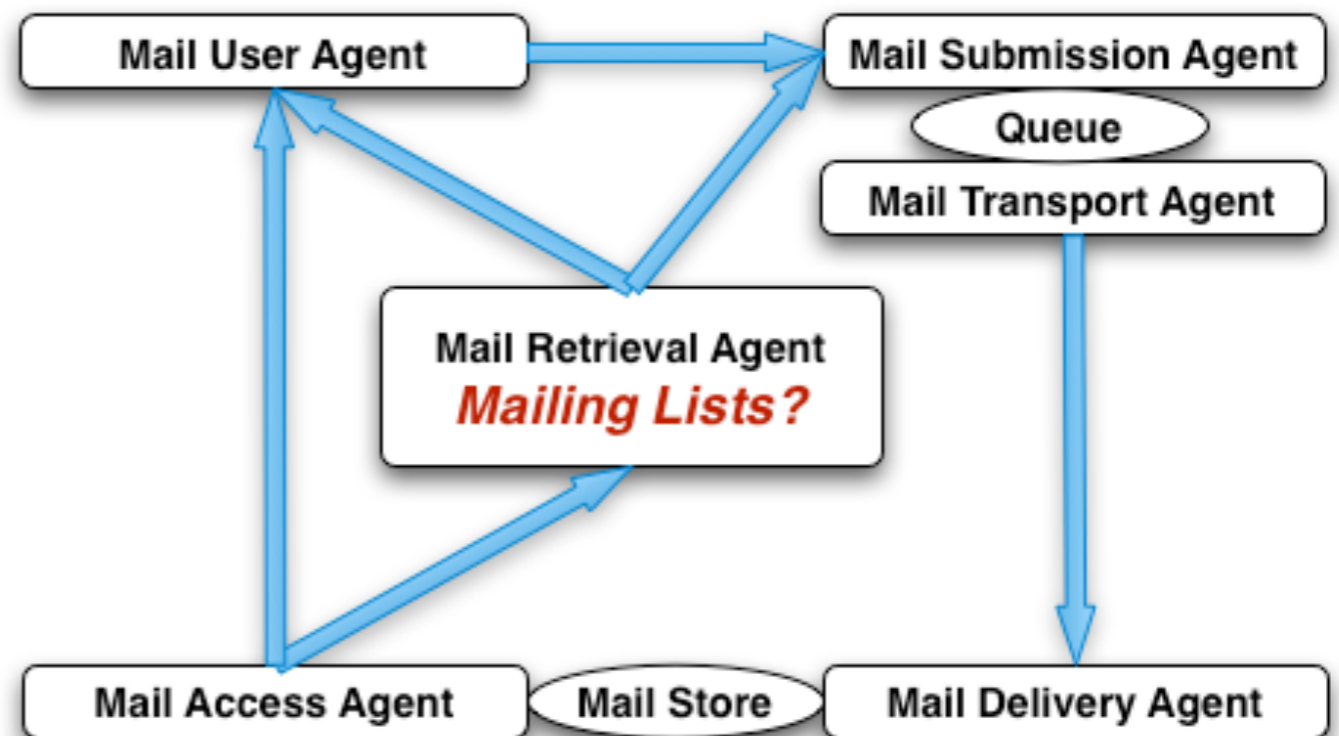 Mail User Agent
Mail Submission Agent
Queue
Mail Transport Agent
Mail Retrieval Agent
Mailing Lists?
Mail Access Agent
Mail Store
Mail Delivery Agent